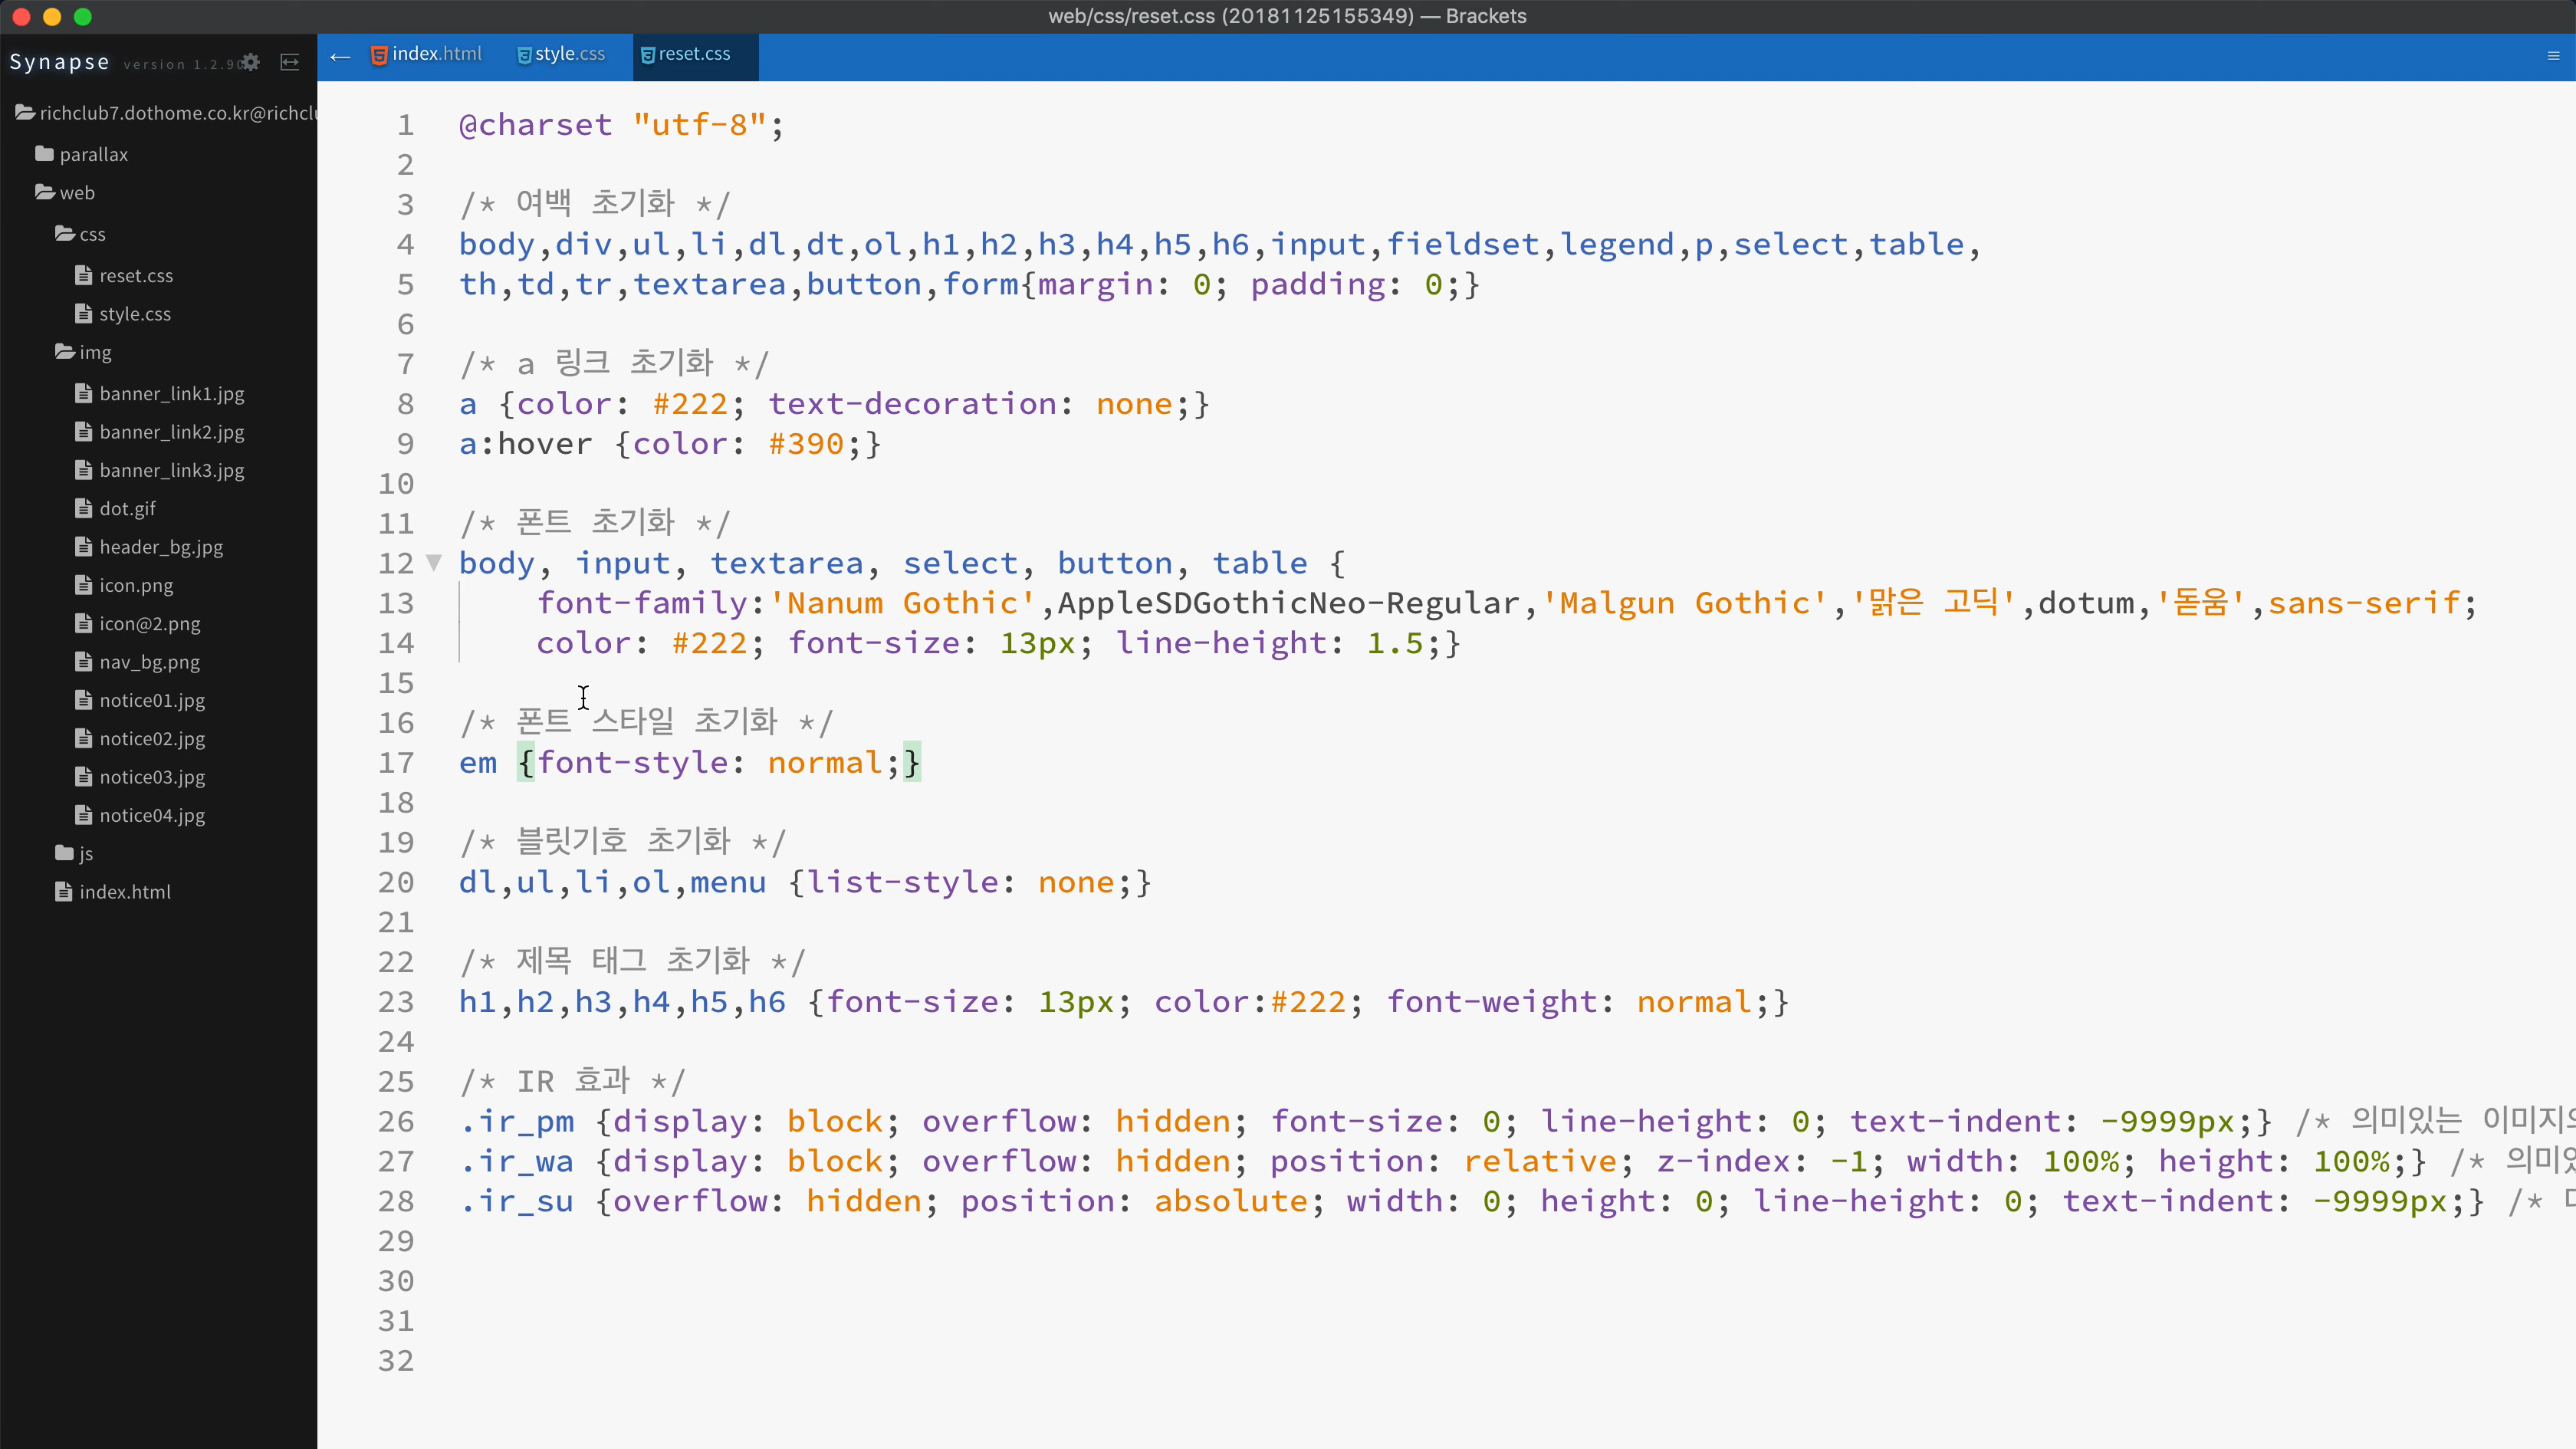 web/css/reset.css (20181125155349) — Brackets
Synapse version 1.2.90
index.html style.css reset.css
richclub7.dothome.co.kr@richclu
parallax
web
css
reset.css
style.css
img
banner_link1.jpg
banner_link2.jpg
banner_link3.jpg
dot.gif
header_bg.jpg
icon.png
icon@2.png
nav_bg.png
notice01.jpg
notice02.jpg
notice03.jpg
notice04.jpg
js
index.html
1 @charset "utf-8";
2
3 /* 여백 초기화 */
4 body,div,ul,li,dl,dt,ol,h1,h2,h3,h4,h5,h6,input,fieldset,legend,p,select,table,
5 th,td,tr,textarea,button,form{margin: 0; padding: 0;}
6
7 /* a 링크 초기화 */
8 a {color: #222; text-decoration: none;}
9 a:hover {color: #390;}
10
11 /* 폰트 초기화 */
12 body, input, textarea, select, button, table {
13 font-family:'Nanum Gothic',AppleSDGothicNeo-Regular,'Malgun Gothic','맑은 고딕',dotum,'돋움',sans-serif;
14 color: #222; font-size: 13px; line-height: 1.5;}
15
16 /* 폰트 스타일 초기화 */
17 em {font-style: normal;}
18
19 /* 블릿기호 초기화 */
20 dl,ul,li,ol,menu {list-style: none;}
21
22 /* 제목 태그 초기화 */
23 h1,h2,h3,h4,h5,h6 {font-size: 13px; color:#222; font-weight: normal;}
24
25 /* IR 효과 */
26 .ir_pm {display: block; overflow: hidden; font-size: 0; line-height: 0; text-indent: -9999px;} /* 의미있는 이미지
27 .ir_wa {display: block; overflow: hidden; position: relative; z-index: -1; width: 100%; height: 100%;} /* 의미
28 .ir_su {overflow: hidden; position: absolute; width: 0; height: 0; line-height: 0; text-indent: -9999px;} /*
29
30
31
32